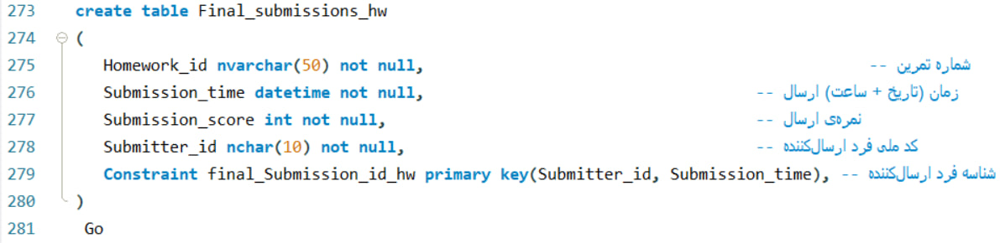 273 create table Final_submissions_hw
274 (
275 Homework_id nvarchar(50) not null, -- شماره تمرین
276 Submission_time datetime not null, -- زمان (تاریخ + ساعت) ارسال
277 Submission_score int not null, -- نمره‌ی ارسال
278 Submitter_id nchar(10) not null, -- کد ملی فرد ارسال‌کننده
279 Constraint final_Submission_id_hw primary key(Submitter_id, Submission_time), -- شناسه فرد ارسال‌کننده
280 )
281 Go